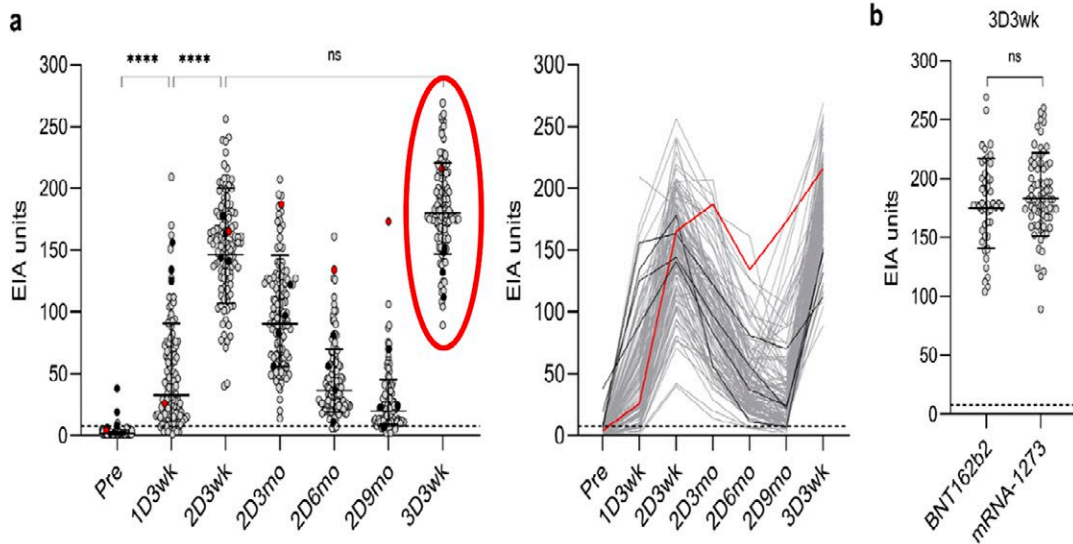 a
**** **** ns
300
250
200
150
100
50
0
EIA units
Pre
1D3wk
2D3wk
2D3mo
2D6mo
2D9mo
3D3wk
300
250
200
150
100
50
0
EIA units
Pre
1D3wk
2D3wk
2D3mo
2D6mo
2D9mo
3D3wk
b
3D3wk
ns
300
250
200
150
100
50
0
EIA units
BNT162b2
mRNA-1273